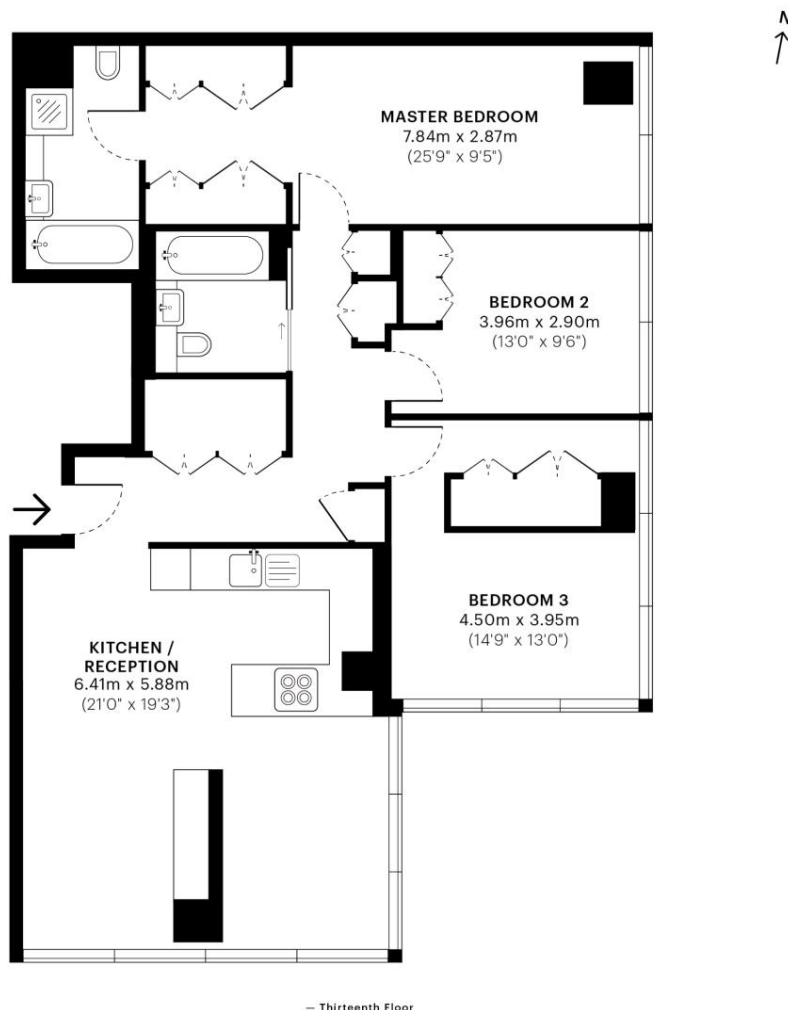 N
MASTER BEDROOM
7.84m x 2.87m
(25'9" x 9'5")
BEDROOM 2
3.96m x 2.90m
(13'0" x 9'6")
BEDROOM 3
4.50m x 3.95m
(14'9" x 13'0")
KITCHEN /
RECEPTION
6.41m x 5.88m
(21'0" x 19'3")
— Thirteenth Floor